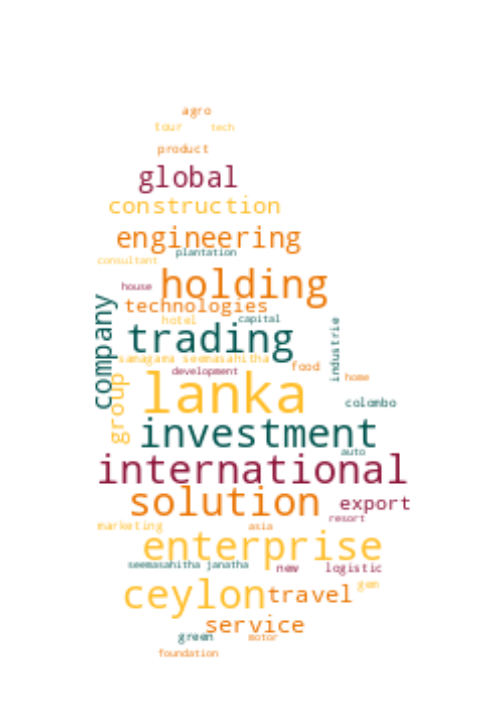 agro
tour tech
product
global
construction
engineering
plantation
consultant
holding
house
technologies
company
hotel capital
trading
industrie
samagama seemasahitha
food
development
home
group
lanka
colombo
investment
auto
international
solution
export
resort
marketing asia
enterprise
seemasahitha janatha
new logistic
gem
ceylon
travel
service
green motor
foundation